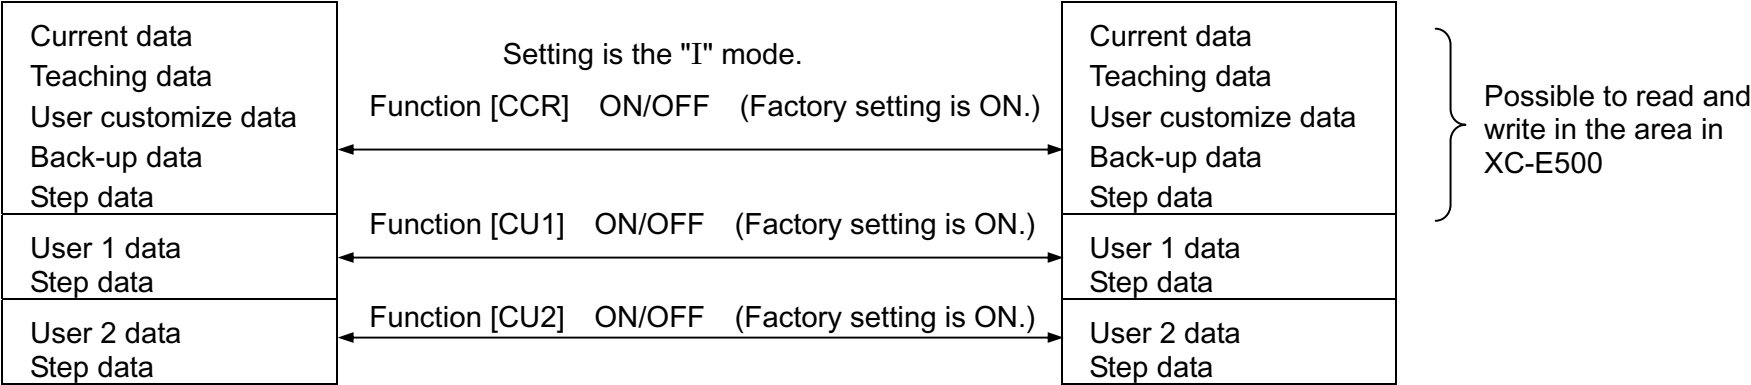 Current data
Teaching data
User customize data
Back-up data
Step data
User 1 data
Step data
User 2 data
Step data
Setting is the "I" mode.
Function [CCR] ON/OFF (Factory setting is ON.)
Function [CU1] ON/OFF (Factory setting is ON.)
Function [CU2] ON/OFF (Factory setting is ON.)
Current data
Teaching data
User customize data
Back-up data
Step data
User 1 data
Step data
User 2 data
Step data
Possible to read and
write in the area in
XC-E500